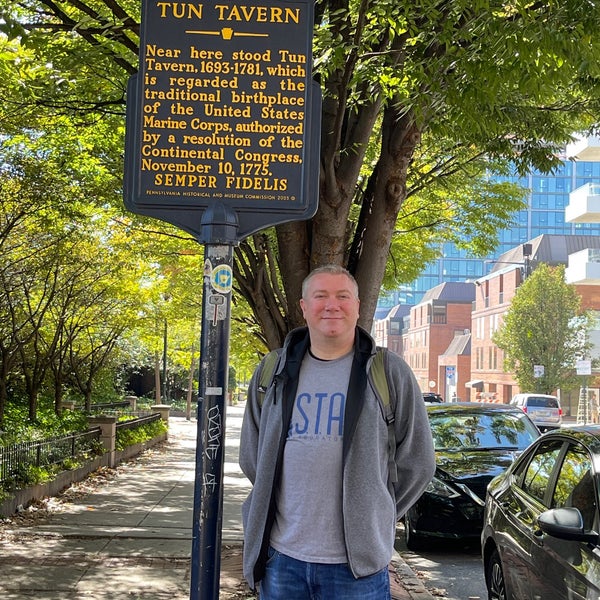 TUN TAVERN
Near here stood Tun
Tavern, 1693-1781, which
is regarded as the
traditional birthplace
of the United States
Marine Corps, authorized
by a resolution of the
Continental Congress,
November 10, 1775.
SEMPER FIDELIS
PENNSYLVANIA HISTORICAL AND MUSEUM COMMISSION 2003 ©
STA